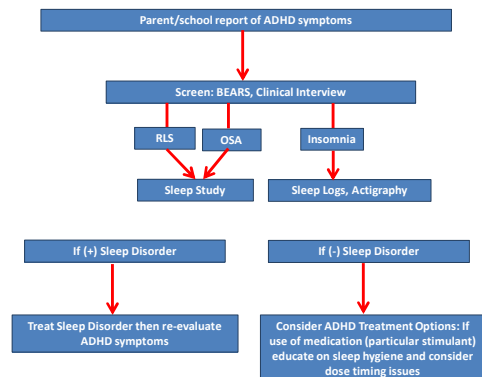 Parent/school report of ADHD symptoms
Screen: BEARS, Clinical Interview
RLS
OSA
Insomnia
Sleep Study
Sleep Logs, Actigraphy
If (+) Sleep Disorder
If (-) Sleep Disorder
Treat Sleep Disorder then re-evaluate
ADHD symptoms
Consider ADHD Treatment Options: If
use of medication (particular stimulant)
educate on sleep hygiene and consider
dose timing issues